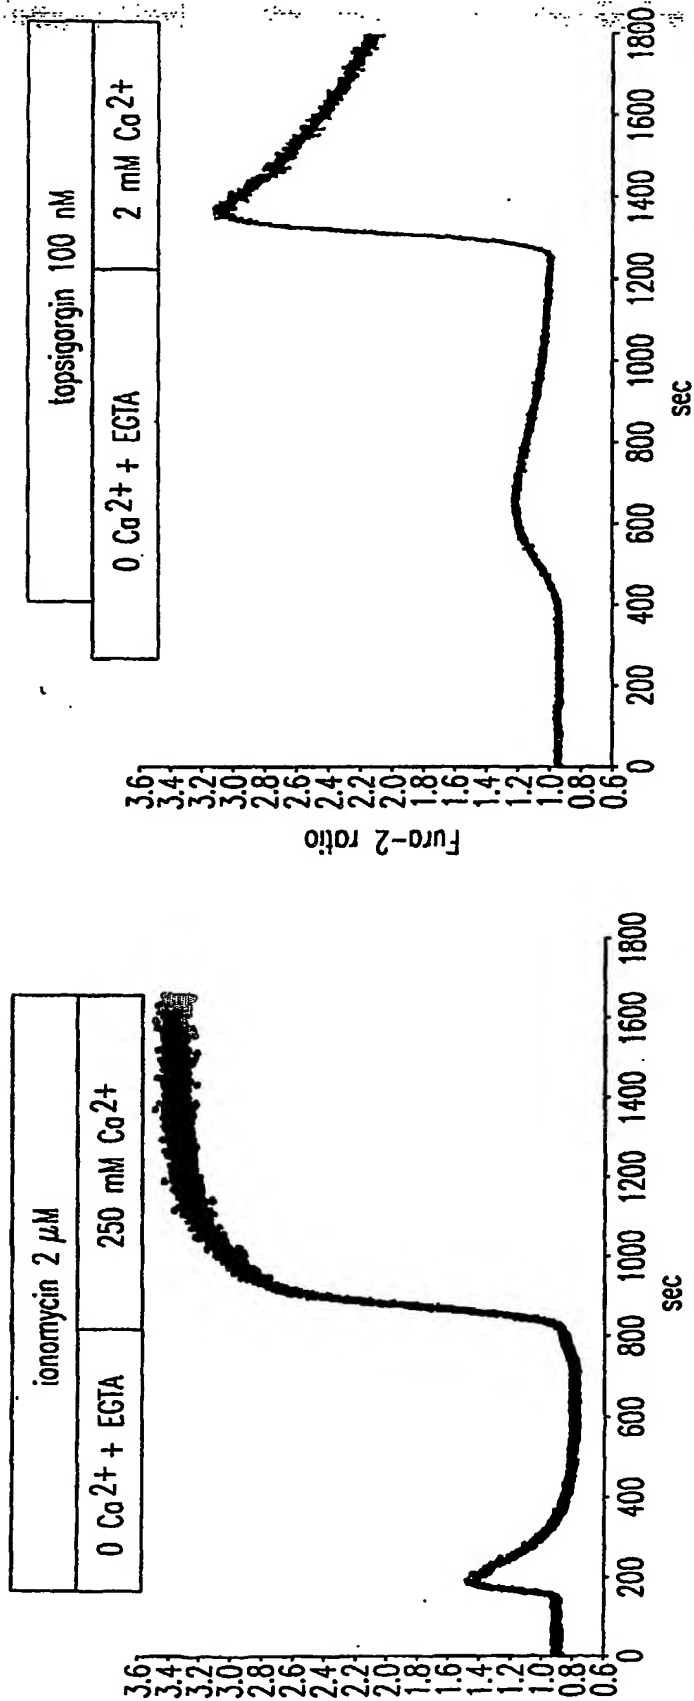 ionomycin 2 μM
0 Ca2+ + EGTA
250 mM Ca2+
3.6
3.4
3.2
3.0
2.8
2.6
2.4
2.2
2.0
1.8
1.6
1.4
1.2
1.0
0.8
0.6
0 200 400 600 800 1000 1200 1400 1600 1800
sec
tapsigargin 100 nM
0 Ca2+ + EGTA
2 mM Ca2+
Fura-2 ratio
3.6
3.4
3.2
3.0
2.8
2.6
2.4
2.2
2.0
1.8
1.6
1.4
1.2
1.0
0.8
0.6
0 200 400 600 800 1000 1200 1400 1600 1800
sec